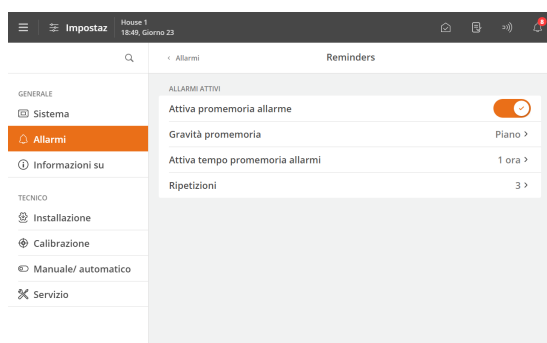 Impostaz
House 1
18:49, Giorno 23
8
‹ Allarmi
Reminders
GENERALE
Sistema
Allarmi
Informazioni su
TECNICO
Installazione
Calibrazione
Manuale/ automatico
Servizio
ALLARMI ATTIVI
Attiva promemoria allarme
Gravità promemoria Piano ›
Attiva tempo promemoria allarmi 1 ora ›
Ripetizioni 3 ›